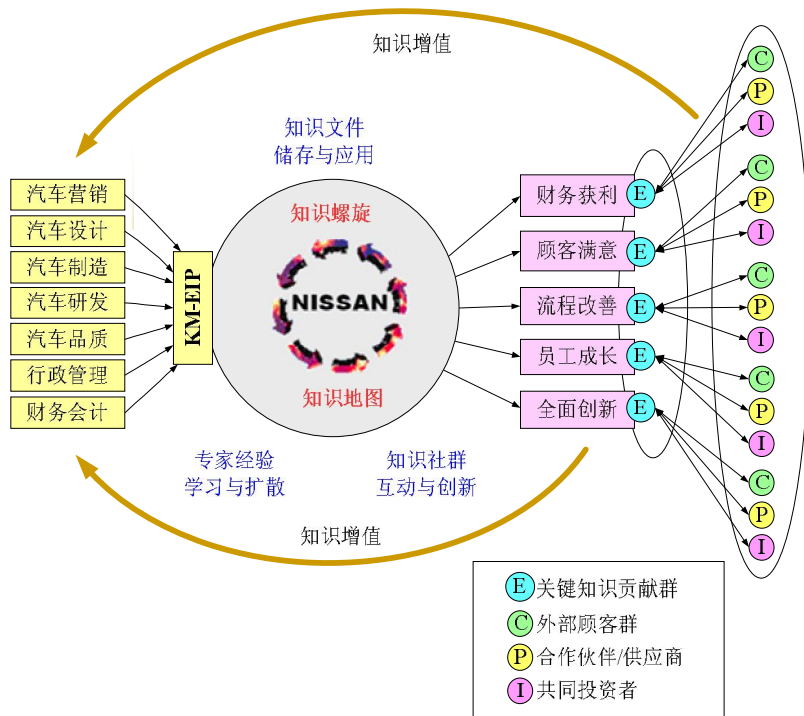 知识增值
知识文件
储存与应用
汽车营销
汽车设计
汽车制造
汽车研发
汽车品质
行政管理
财务会计
KM-EIP
知识螺旋
NISSAN
知识地图
财务获利
E
顾客满意
E
流程改善
E
员工成长
E
全面创新
E
C
P
I
C
P
I
C
P
I
C
P
I
C
P
I
专家经验
学习与扩散
知识社群
互动与创新
知识增值
E 关键知识贡献群
C 外部顾客群
P 合作伙伴/供应商
I 共同投资者